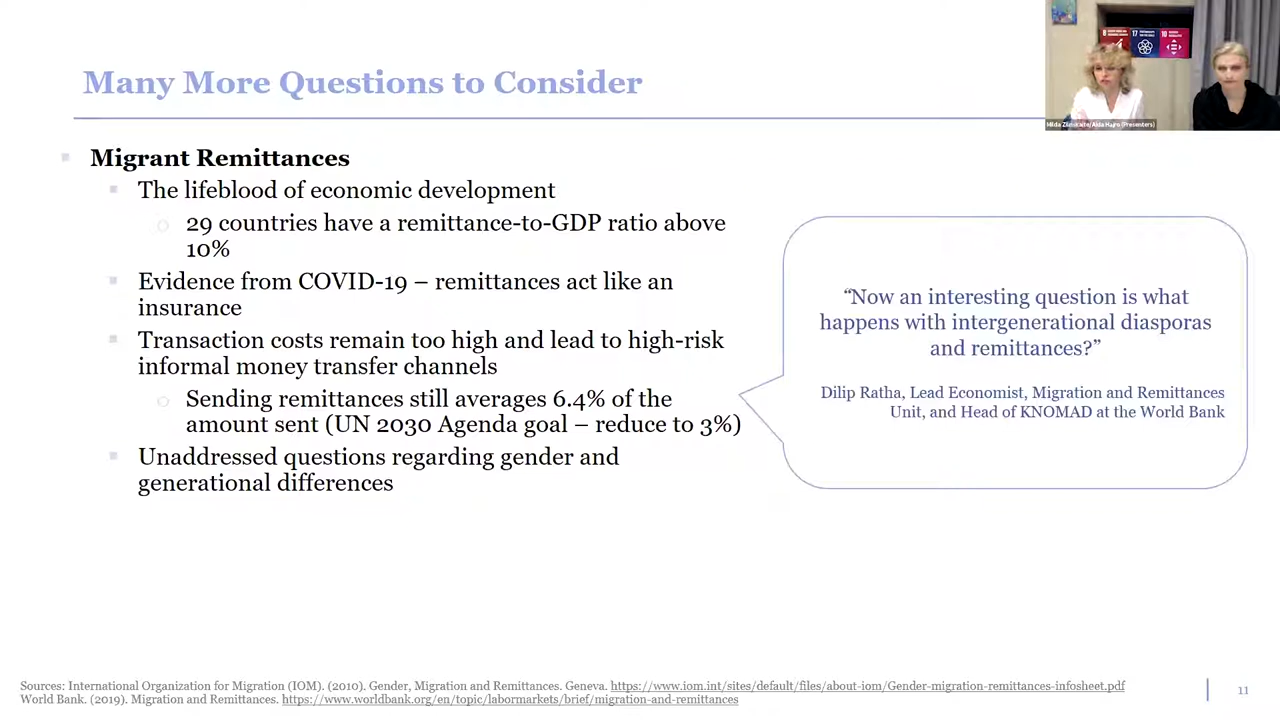 Many More Questions to Consider
Migrant Remittances
The lifeblood of economic development
29 countries have a remittance-to-GDP ratio above
10%
Evidence from COVID-19 – remittances act like an
insurance
Transaction costs remain too high and lead to high-risk
informal money transfer channels
Sending remittances still averages 6.4% of the
amount sent (UN 2030 Agenda goal – reduce to 3%)
Unaddressed questions regarding gender and
generational differences
“Now an interesting question is what
happens with intergenerational diasporas
and remittances?”
Dilip Ratha, Lead Economist, Migration and Remittances
Unit, and Head of KNOMAD at the World Bank
Sources: International Organization for Migration (IOM). (2010). Gender, Migration and Remittances. Geneva. https://www.iom.int/sites/default/files/about-iom/Gender-migration-remittances-infosheet.pdf
World Bank. (2019). Migration and Remittances. https://www.worldbank.org/en/topic/labormarkets/brief/migration-and-remittances
11
8
17
10
(Presenters)